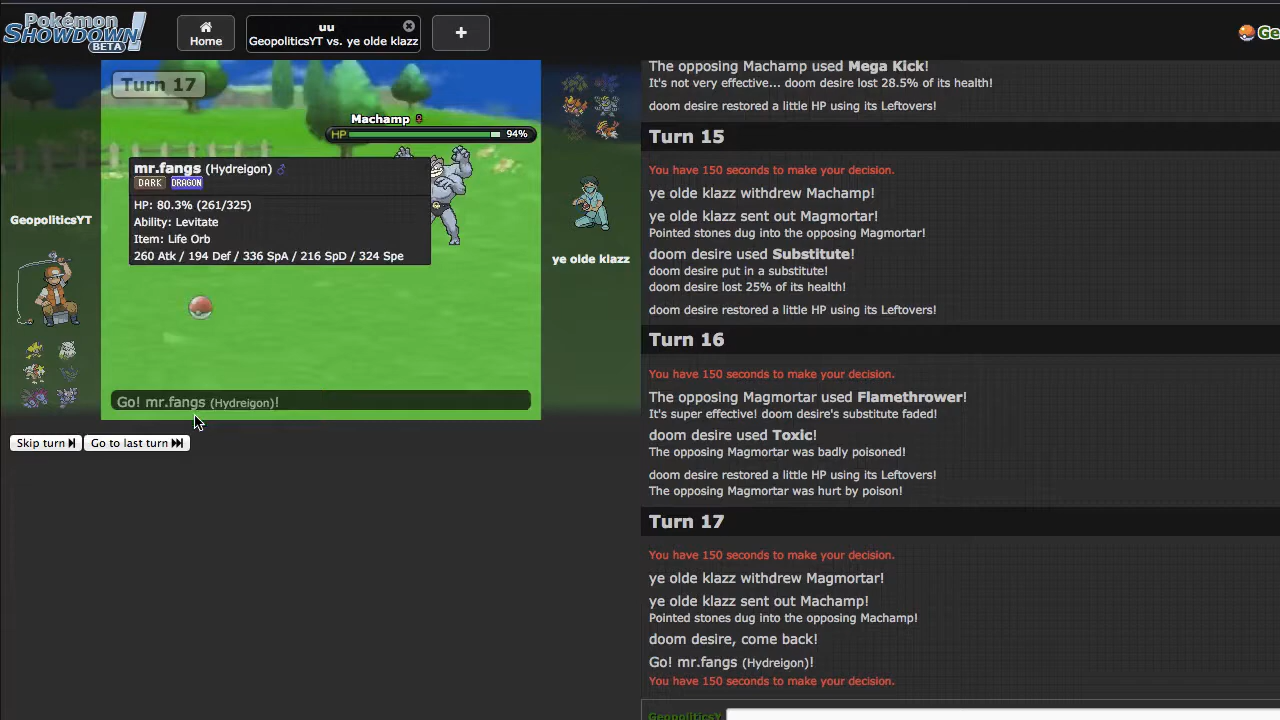 Pokémon
SHOWDOWN!
BETA
Home
uu
GeopoliticsYT vs. ye olde klazz
+
Turn 17
Machamp
HP 94%
mr.fangs (Hydreigon) ♂
DARK DRAGON
HP: 80.3% (261/325)
Ability: Levitate
Item: Life Orb
260 Atk / 194 Def / 336 SpA / 216 SpD / 324 Spe
GeopoliticsYT
ye olde klazz
Go! mr.fangs (Hydreigon)!
Skip turn
Go to last turn
The opposing Machamp used Mega Kick!
It's not very effective... doom desire lost 28.5% of its health!
doom desire restored a little HP using its Leftovers!
Turn 15
You have 150 seconds to make your decision.
ye olde klazz withdrew Machamp!
ye olde klazz sent out Magmortar!
Pointed stones dug into the opposing Magmortar!
doom desire used Substitute!
doom desire put in a substitute!
doom desire lost 25% of its health!
doom desire restored a little HP using its Leftovers!
Turn 16
You have 150 seconds to make your decision.
The opposing Magmortar used Flamethrower!
It's super effective! doom desire's substitute faded!
doom desire used Toxic!
The opposing Magmortar was badly poisoned!
doom desire restored a little HP using its Leftovers!
The opposing Magmortar was hurt by poison!
Turn 17
You have 150 seconds to make your decision.
ye olde klazz withdrew Magmortar!
ye olde klazz sent out Machamp!
Pointed stones dug into the opposing Machamp!
doom desire, come back!
Go! mr.fangs (Hydreigon)!
You have 150 seconds to make your decision.
GeopoliticsY
Ge